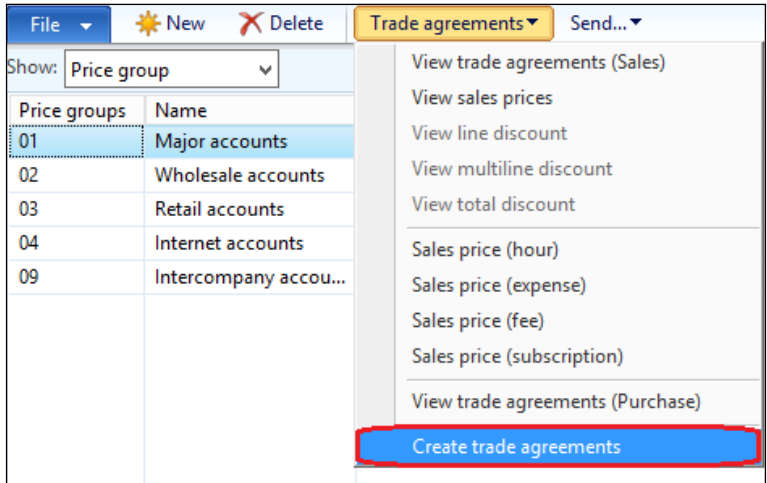 File New Delete Trade agreements Send...
Show: Price group
Price groups Name
01 Major accounts
02 Wholesale accounts
03 Retail accounts
04 Internet accounts
09 Intercompany accou...
View trade agreements (Sales)
View sales prices
View line discount
View multiline discount
View total discount
Sales price (hour)
Sales price (expense)
Sales price (fee)
Sales price (subscription)
View trade agreements (Purchase)
Create trade agreements